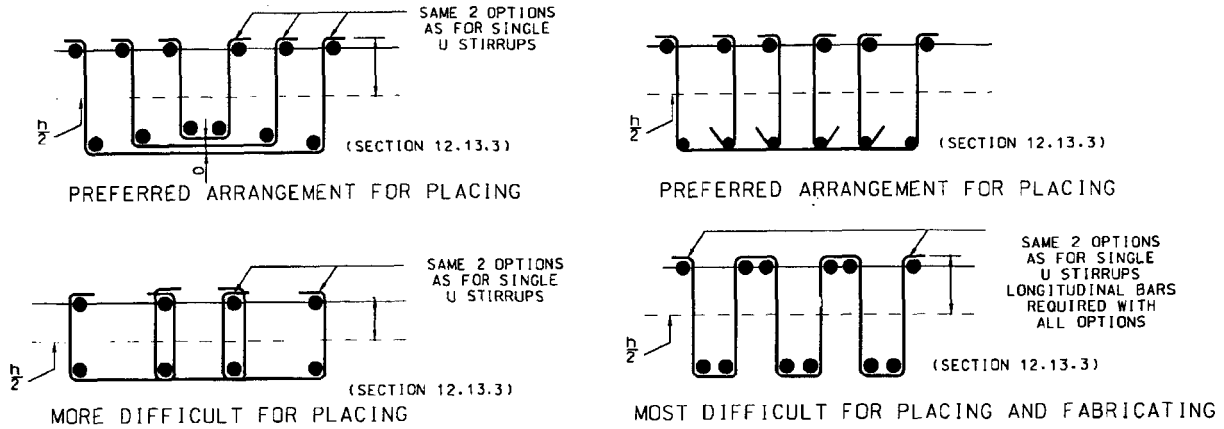 SAME 2 OPTIONS
AS FOR SINGLE
U STIRRUPS
h/2
(SECTION 12.13.3)
PREFERRED ARRANGEMENT FOR PLACING
h/2
(SECTION 12.13.3)
PREFERRED ARRANGEMENT FOR PLACING
SAME 2 OPTIONS
AS FOR SINGLE
U STIRRUPS
h/2
(SECTION 12.13.3)
MORE DIFFICULT FOR PLACING
SAME 2 OPTIONS
AS FOR SINGLE
U STIRRUPS
LONGITUDINAL BARS
REQUIRED WITH
ALL OPTIONS
h/2
(SECTION 12.13.3)
MOST DIFFICULT FOR PLACING AND FABRICATING